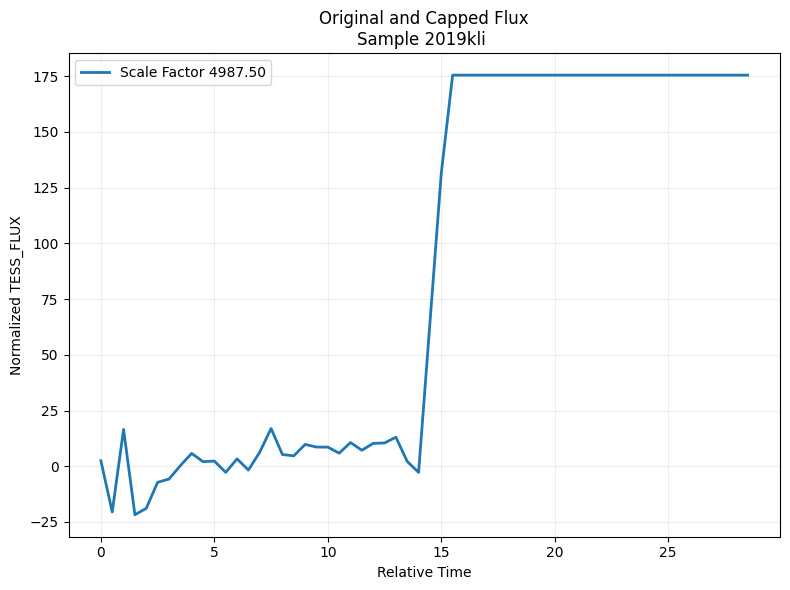 Original and Capped Flux
Sample 2019kli
Scale Factor 4987.50
Normalized TESS_FLUX
175
150
125
100
75
50
25
0
−25
0 5 10 15 20 25
Relative Time